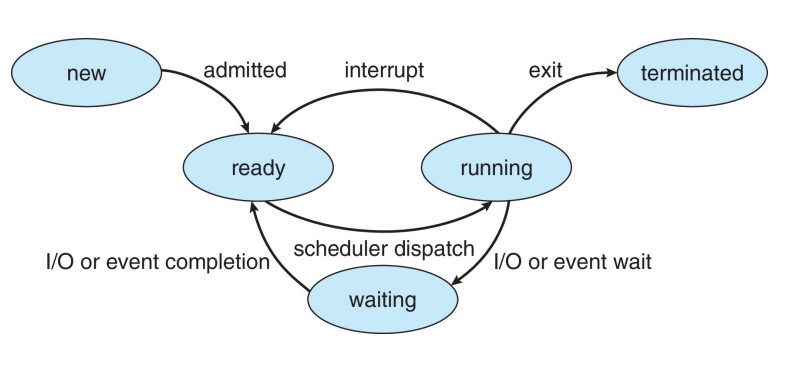 new
admitted
interrupt
exit
terminated
ready
running
scheduler dispatch
I/O or event completion
I/O or event wait
waiting